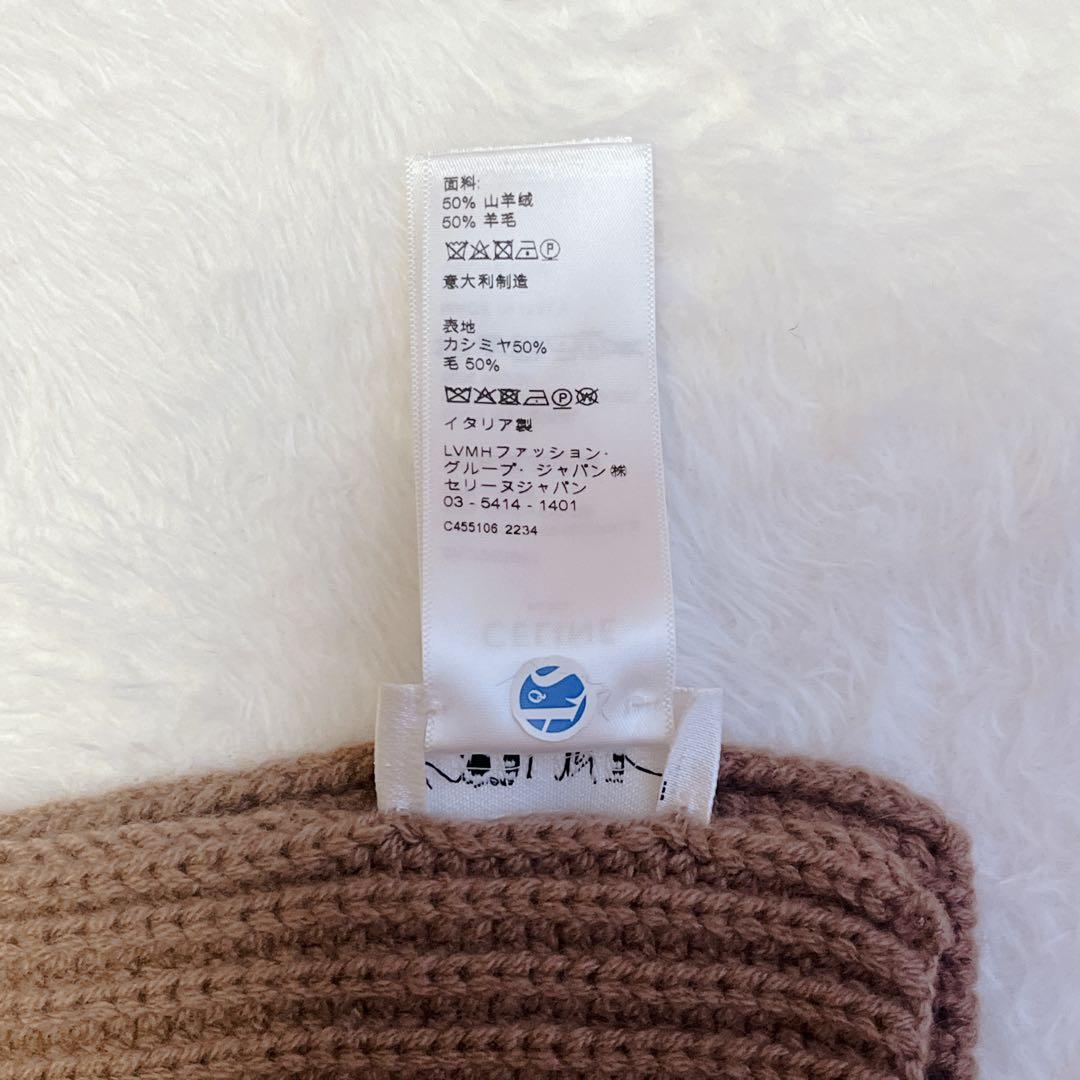 面料:
50% 山羊绒
50% 羊毛
P
意大利制造
表地
カシミヤ50%
毛 50%
P W
イタリア製
LVMHファッション・
グループ・ジャパン㈱
セリーヌジャパン
03 - 5414 - 1401
C455106 2234
CELINE